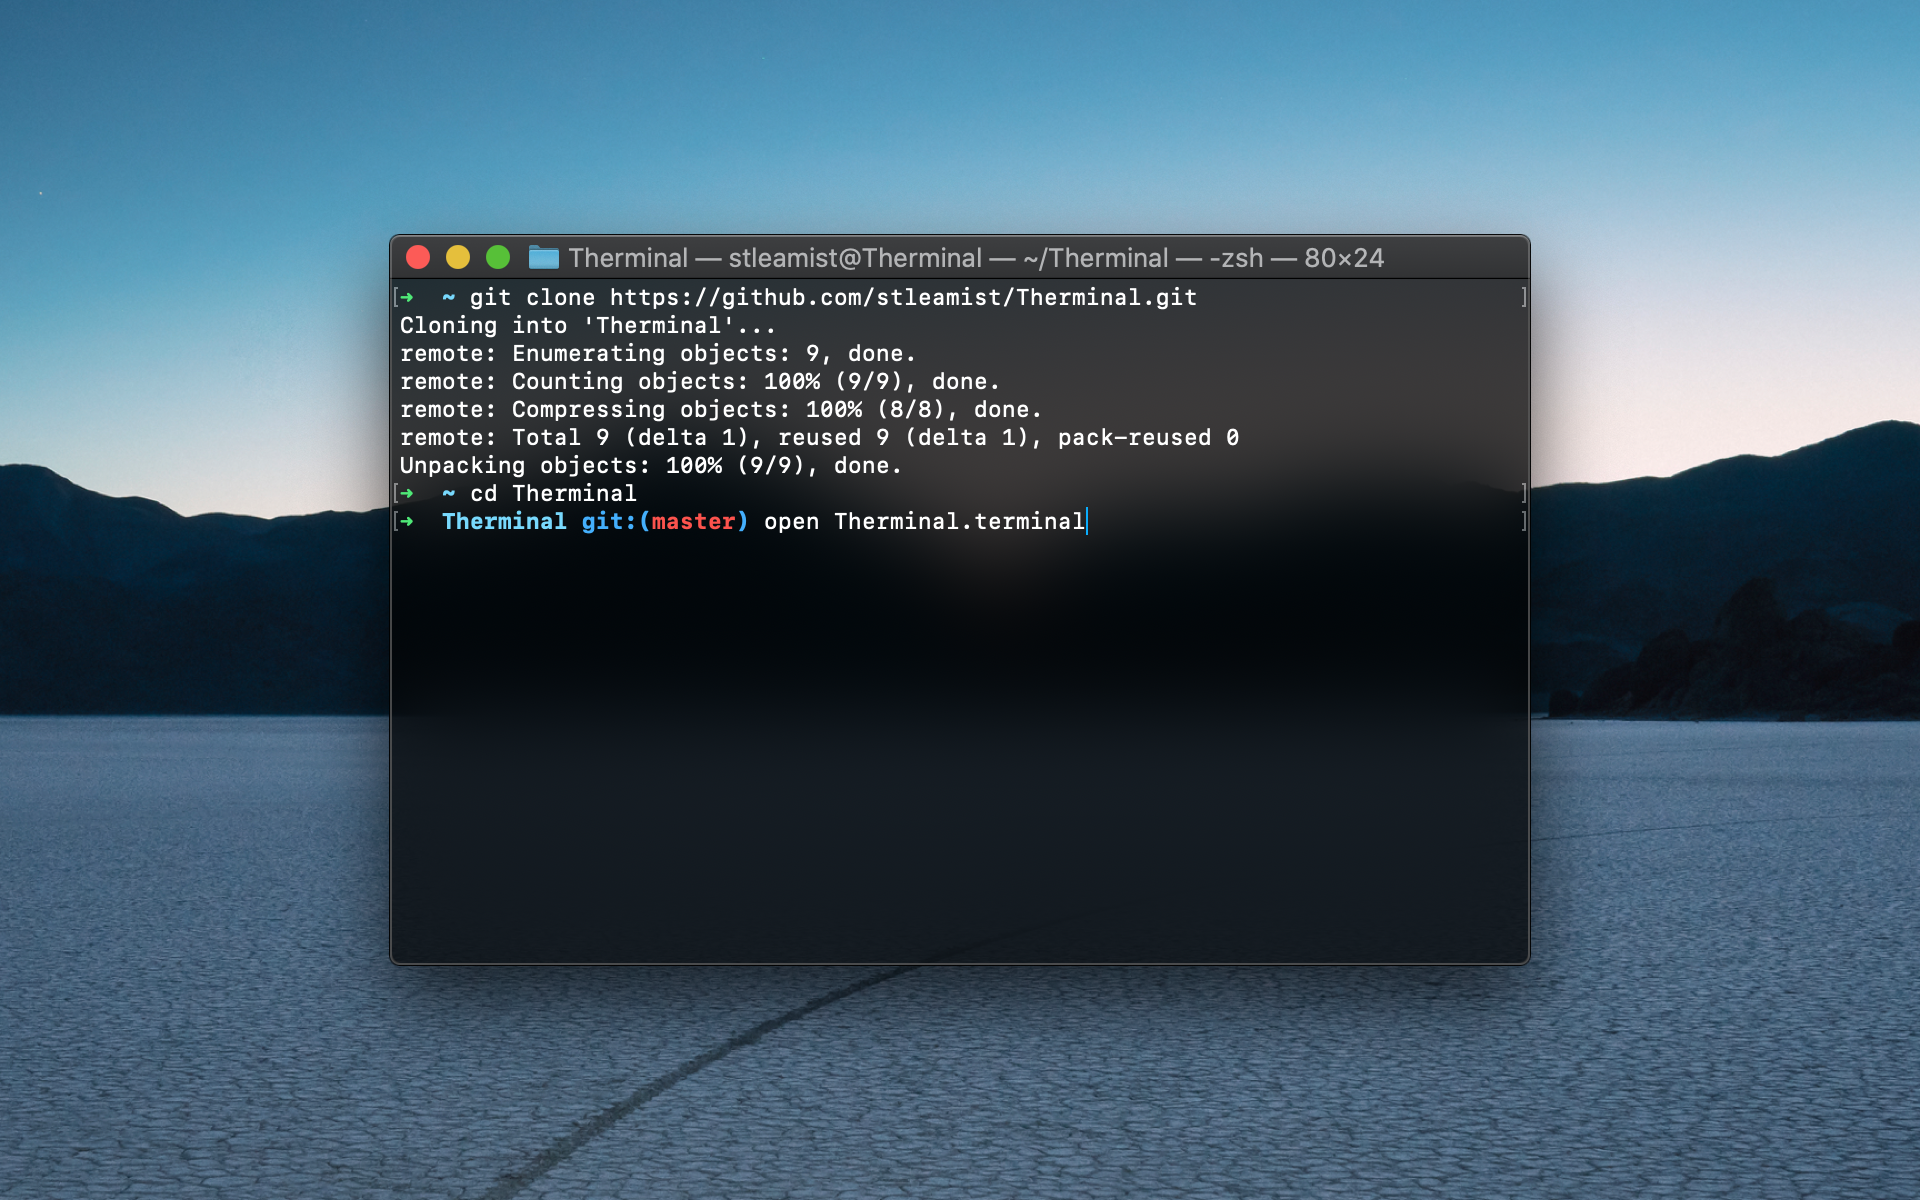 Therminal — stleamist@Therminal — ~/Therminal — -zsh — 80×24
[➜  ~ git clone https://github.com/stleamist/Therminal.git ]
Cloning into 'Therminal'...
remote: Enumerating objects: 9, done.
remote: Counting objects: 100% (9/9), done.
remote: Compressing objects: 100% (8/8), done.
remote: Total 9 (delta 1), reused 9 (delta 1), pack-reused 0
Unpacking objects: 100% (9/9), done.
[➜  ~ cd Therminal ]
[➜  Therminal git:(master) open Therminal.terminal ]